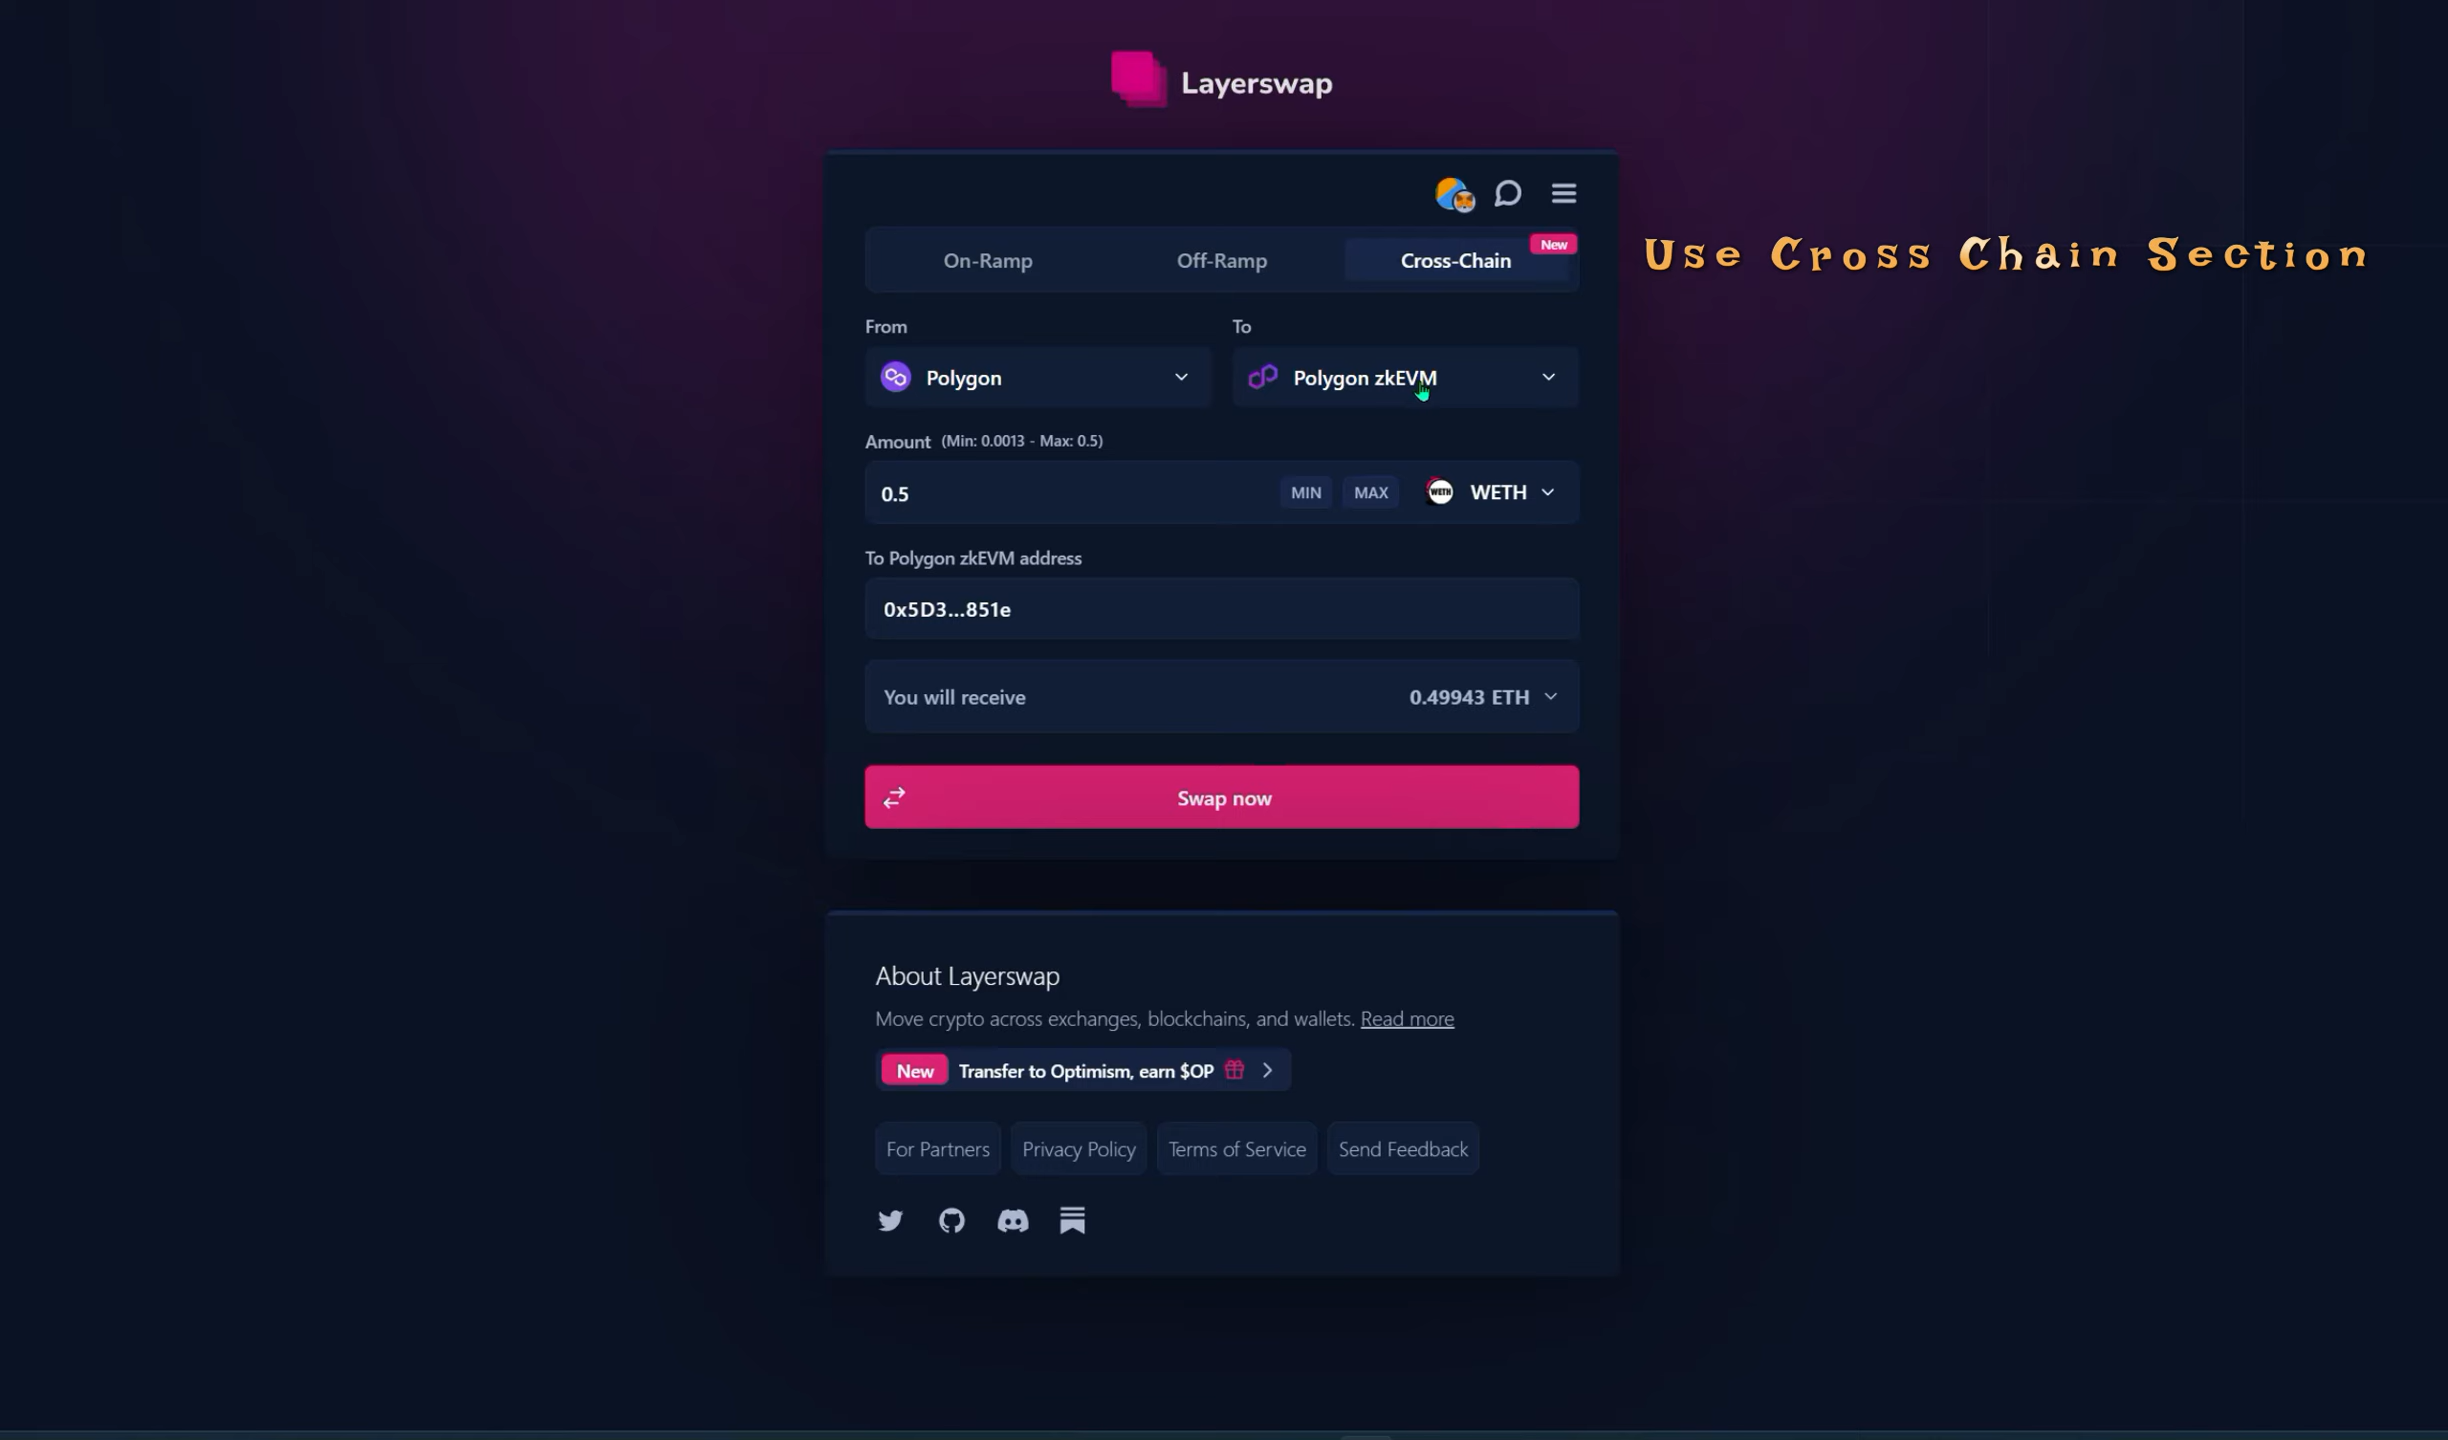 Layerswap
On-Ramp
Off-Ramp
Cross-Chain
New
Use Cross Chain Section
From
To
Polygon
Polygon zkEVM
Amount (Min: 0.0013 - Max: 0.5)
0.5
MIN
MAX
WETH
WETH
To Polygon zkEVM address
0x5D3...851e
You will receive
0.49943 ETH
Swap now
About Layerswap
Move crypto across exchanges, blockchains, and wallets. Read more
New Transfer to Optimism, earn $OP
For Partners
Privacy Policy
Terms of Service
Send Feedback